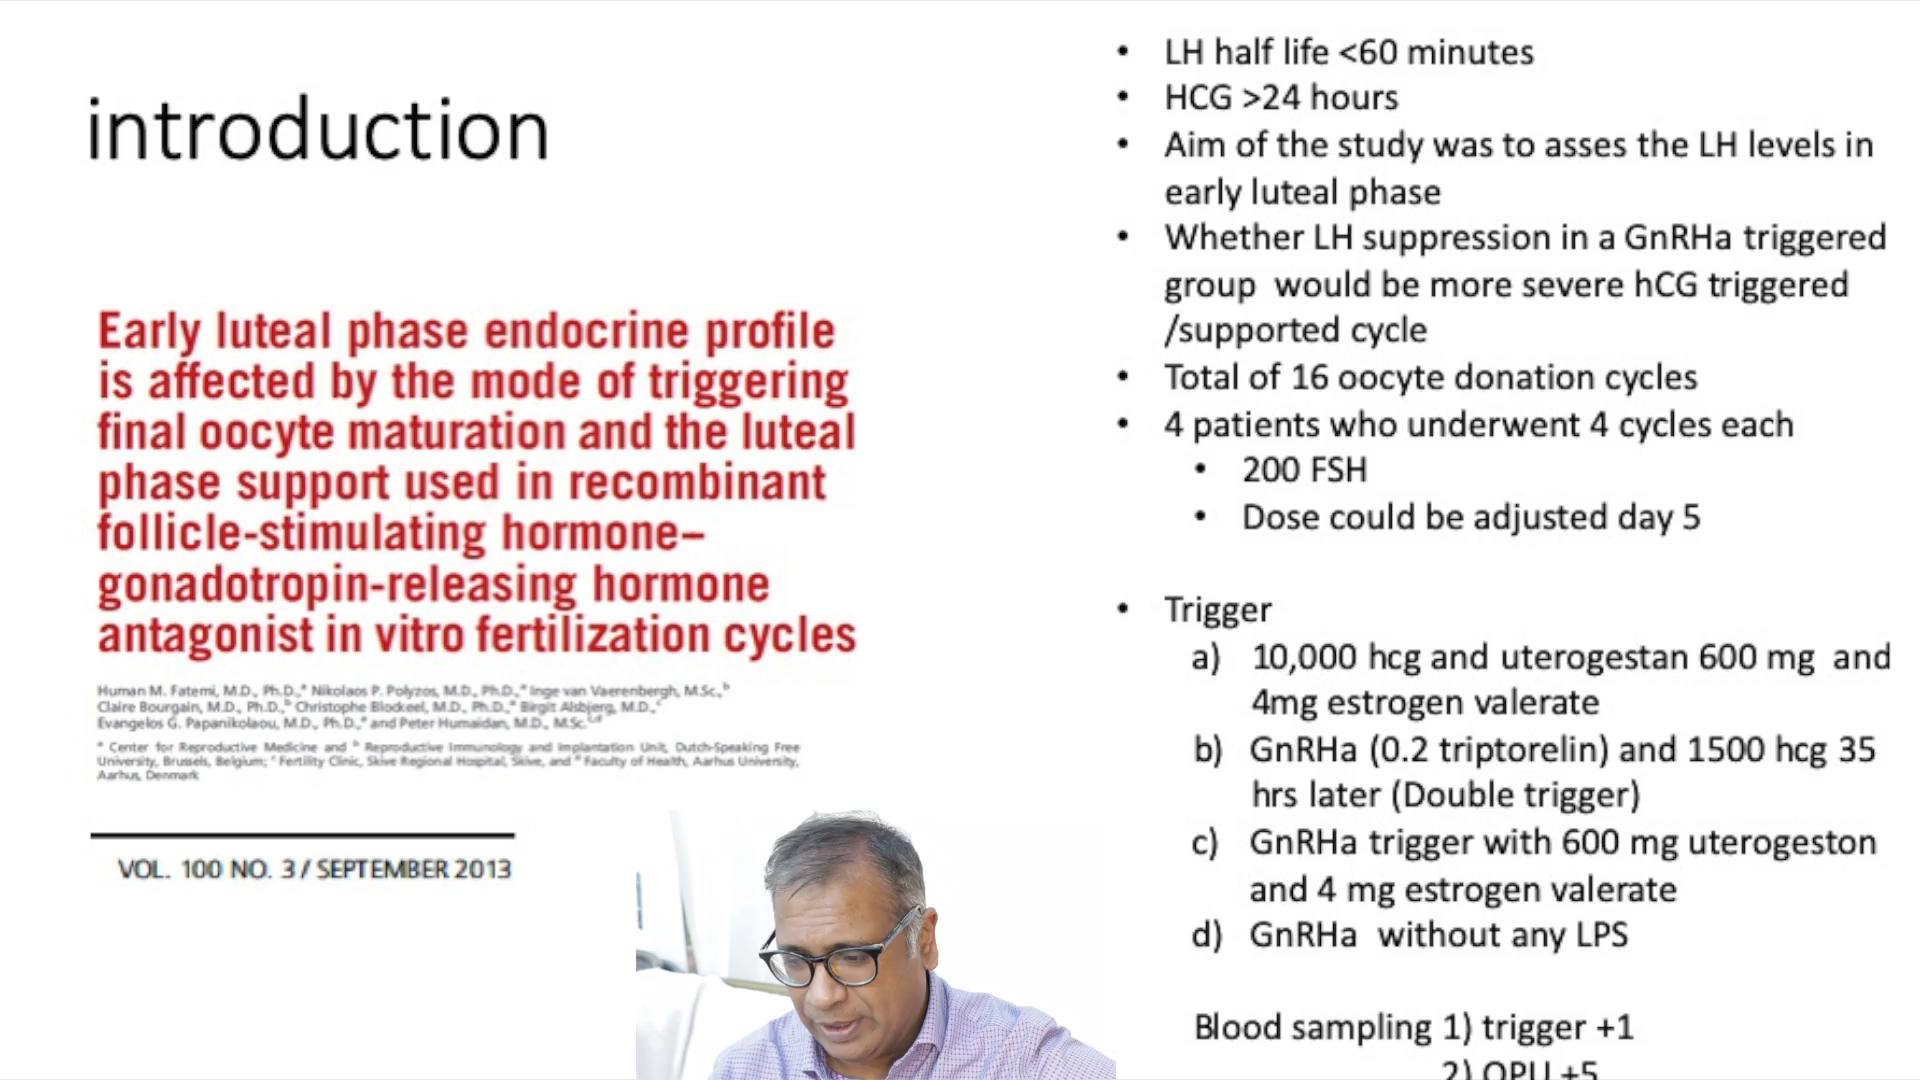 introduction
Early luteal phase endocrine profile
is affected by the mode of triggering
final oocyte maturation and the luteal
phase support used in recombinant
follicle-stimulating hormone–
gonadotropin-releasing hormone
antagonist in vitro fertilization cycles
Human M. Fatemi, M.D., Ph.D.,a Nikolaos P. Polyzos, M.D., Ph.D.,a Inge van Vaerenbergh, M.Sc.,b
Claire Bourgain, M.D., Ph.D.,b Christophe Blockeel, M.D., Ph.D.,a Birgit Alsbjerg, M.D.,c
Evangelos G. Papanikolaou, M.D., Ph.D.,a and Peter Humaidan, M.D., M.Sc.c,d
a Center for Reproductive Medicine and b Reproductive Immunology and Implantation Unit, Dutch-Speaking Free
University, Brussels, Belgium; c Fertility Clinic, Skive Regional Hospital, Skive, and d Faculty of Health, Aarhus University,
Aarhus, Denmark
VOL. 100 NO. 3 / SEPTEMBER 2013
• LH half life <60 minutes
• HCG >24 hours
• Aim of the study was to asses the LH levels in
early luteal phase
• Whether LH suppression in a GnRHa triggered
group would be more severe hCG triggered
/supported cycle
• Total of 16 oocyte donation cycles
• 4 patients who underwent 4 cycles each
• 200 FSH
• Dose could be adjusted day 5
• Trigger
a) 10,000 hcg and uterogestan 600 mg and
4mg estrogen valerate
b) GnRHa (0.2 triptorelin) and 1500 hcg 35
hrs later (Double trigger)
c) GnRHa trigger with 600 mg uterogeston
and 4 mg estrogen valerate
d) GnRHa without any LPS
Blood sampling 1) trigger +1
2) OPU +5